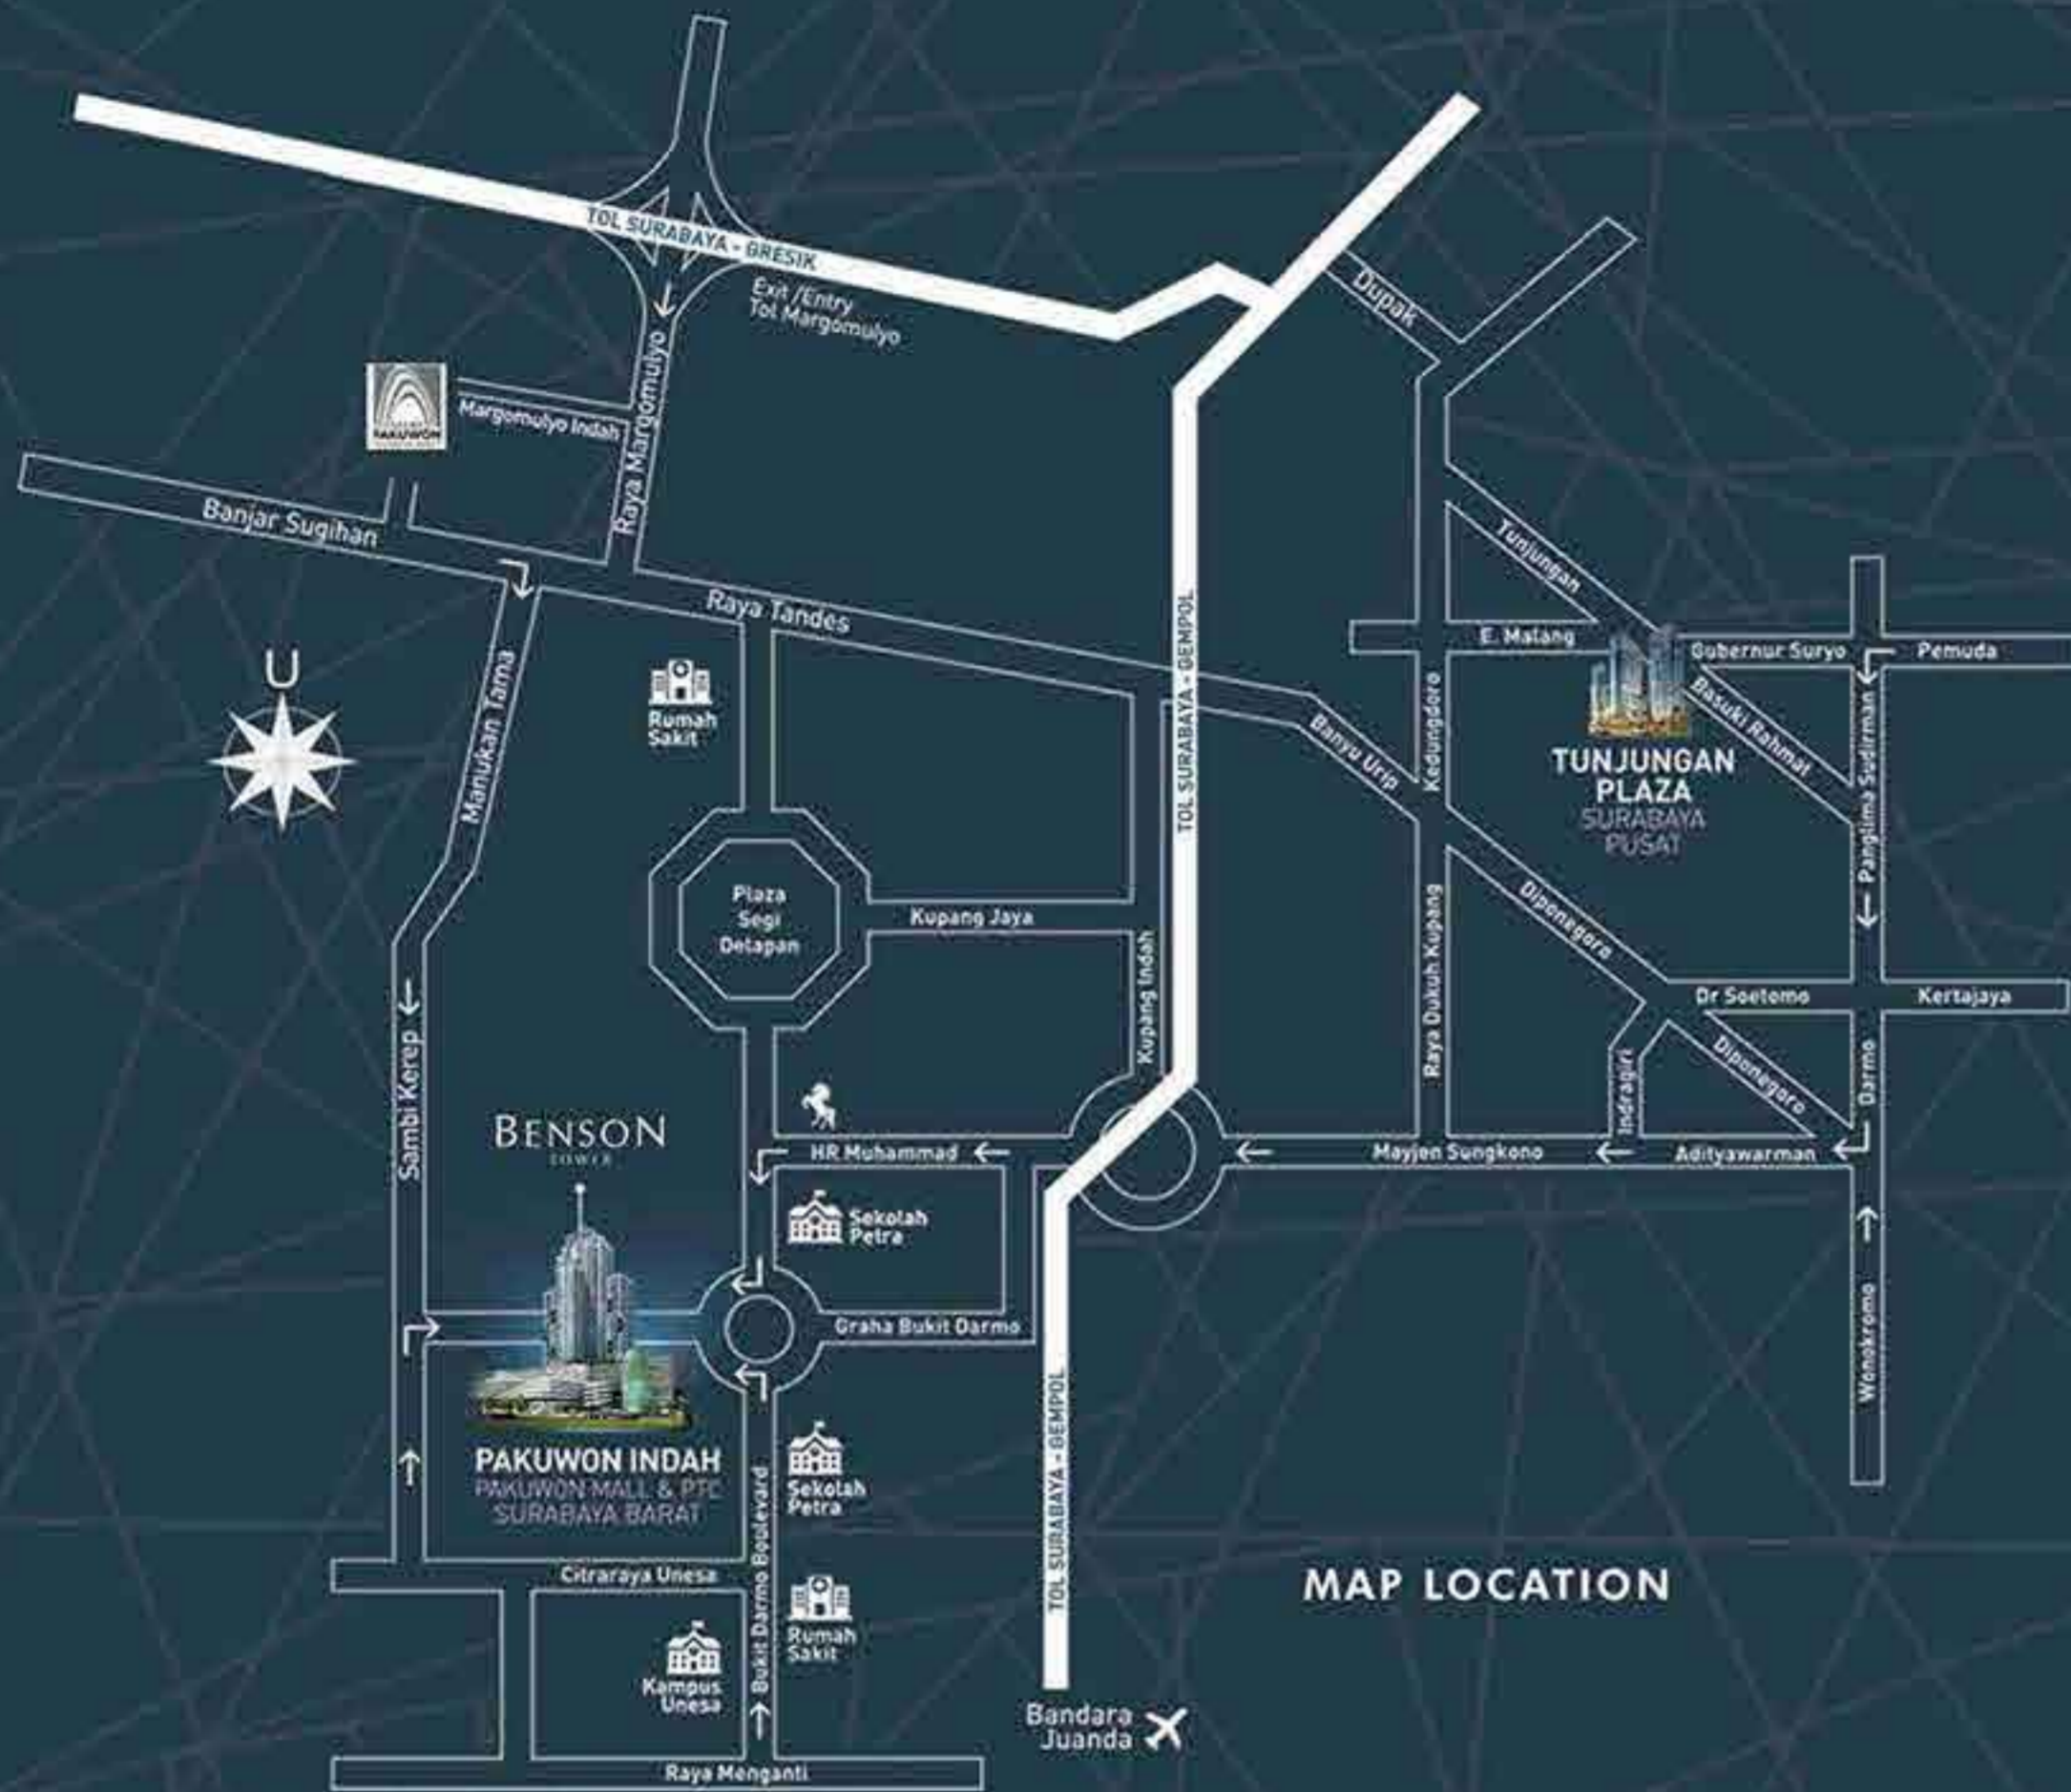 TOL SURABAYA - GRESIK
Exit /Entry
Tol Margomulyo
Dupak
Raya Margomulyo
Margomulyo Indah
PAKUWON
Banjar Sugihan
Tunjungan
Raya Tandes
E. Malang
Gubernur Suryo
Pemuda
U
Manukan Tama
Rumah
Sakit
TOL SURABAYA - GEMPOL
Banyu Urip
Kedungdoro
Basuki Rahmat
Panglima Sudirman
TUNJUNGAN
PLAZA
SURABAYA
PUSAT
Plaza
Segi
Delapan
Kupang Jaya
Kupang Indah
Raya Dukuh Kupang
Diponegoro
Dr Soetomo
Kertajaya
Sambi Kerep
Indragiri
Diponegoro
Darmo
BENSON
TOWER
HR Muhammad
Mayjen Sungkono
Adityawarman
Sekolah
Petra
Graha Bukit Darmo
Wonokromo
PAKUWON INDAH
PAKUWON MALL & PTC
SURABAYA BARAT
Sekolah
Petra
Bukit Darmo Boulevard
TOL SURABAYA - GEMPOL
Citraraya Unesa
MAP LOCATION
Rumah
Sakit
Kampus
Unesa
Bandara
Juanda
Raya Menganti